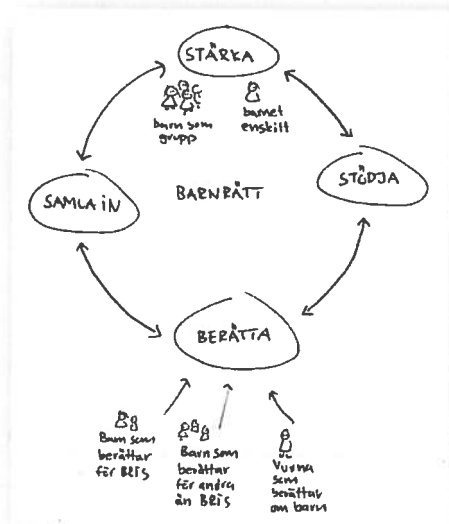 STÄRKA
barn som
grupp
barnet
enskilt
SAMLA IN
BARNRÄTT
STÖDJA
BERÄTTA
Barn som
berättar
för BRIS
Barn som
berättar
för andra
än BRIS
Vuxna
som
berättar
om barn